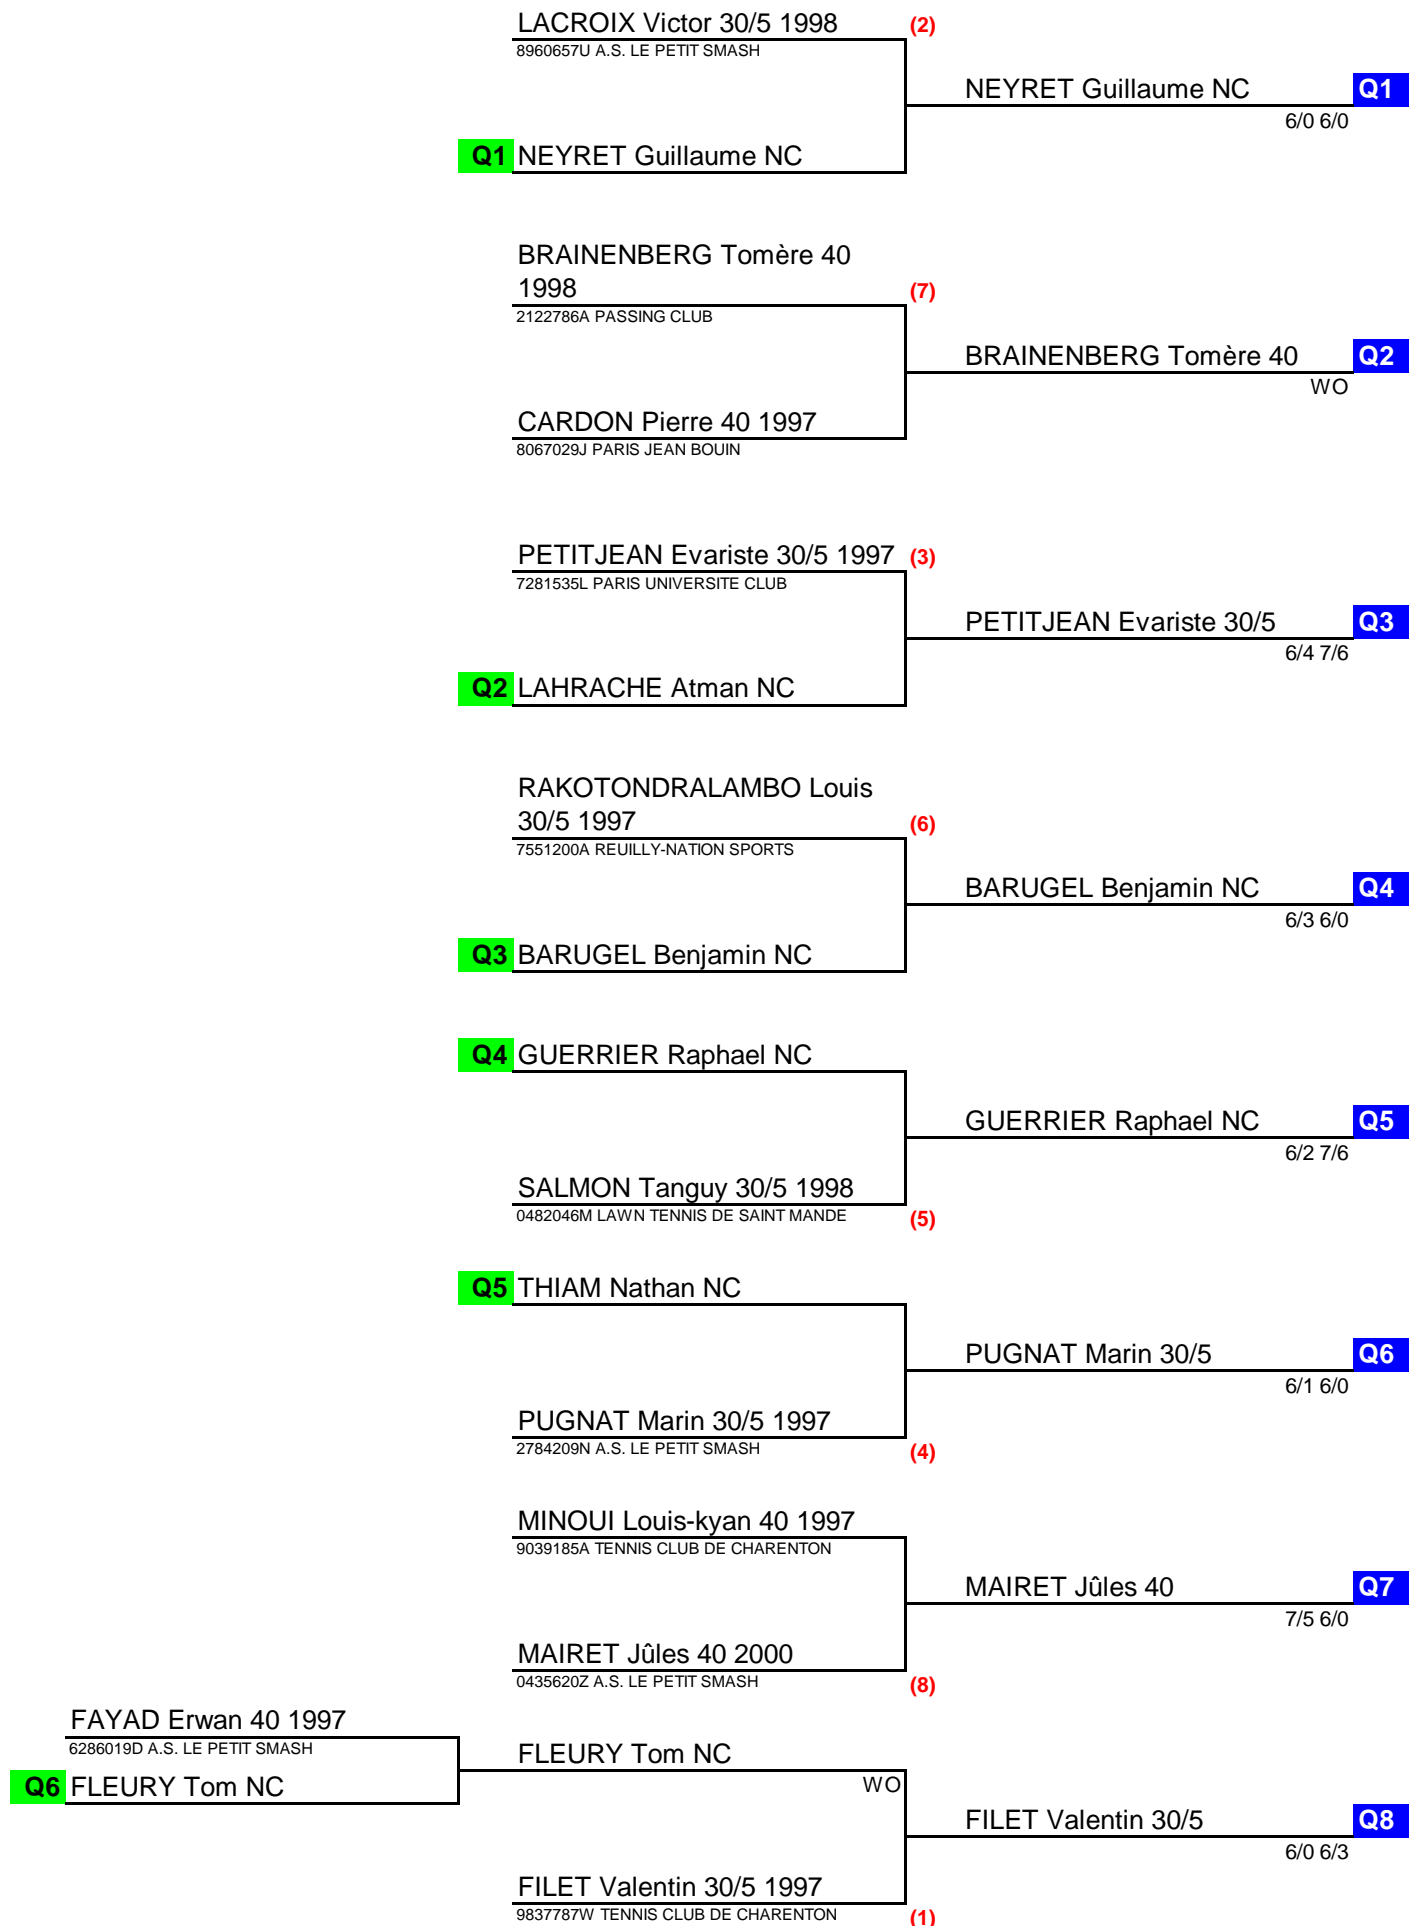 LACROIX Victor 30/5 1998 (2)
8960657U A.S. LE PETIT SMASH
NEYRET Guillaume NC Q1
6/0 6/0
Q1 NEYRET Guillaume NC
BRAINENBERG Tomère 40
1998 (7)
2122786A PASSING CLUB
BRAINENBERG Tomère 40 Q2
WO
CARDON Pierre 40 1997
8067029J PARIS JEAN BOUIN
PETITJEAN Evariste 30/5 1997 (3)
7281535L PARIS UNIVERSITE CLUB
PETITJEAN Evariste 30/5 Q3
6/4 7/6
Q2 LAHRACHE Atman NC
RAKOTONDRALAMBO Louis
30/5 1997 (6)
7551200A REUILLY-NATION SPORTS
BARUGEL Benjamin NC Q4
6/3 6/0
Q3 BARUGEL Benjamin NC
Q4 GUERRIER Raphael NC
GUERRIER Raphael NC Q5
6/2 7/6
SALMON Tanguy 30/5 1998
0482046M LAWN TENNIS DE SAINT MANDE (5)
Q5 THIAM Nathan NC
PUGNAT Marin 30/5 Q6
6/1 6/0
PUGNAT Marin 30/5 1997
2784209N A.S. LE PETIT SMASH (4)
MINOUI Louis-kyan 40 1997
9039185A TENNIS CLUB DE CHARENTON
MAIRET Jûles 40 Q7
7/5 6/0
MAIRET Jûles 40 2000
0435620Z A.S. LE PETIT SMASH (8)
FAYAD Erwan 40 1997
6286019D A.S. LE PETIT SMASH
FLEURY Tom NC
WO
Q6 FLEURY Tom NC
FILET Valentin 30/5 Q8
6/0 6/3
FILET Valentin 30/5 1997
9837787W TENNIS CLUB DE CHARENTON (1)